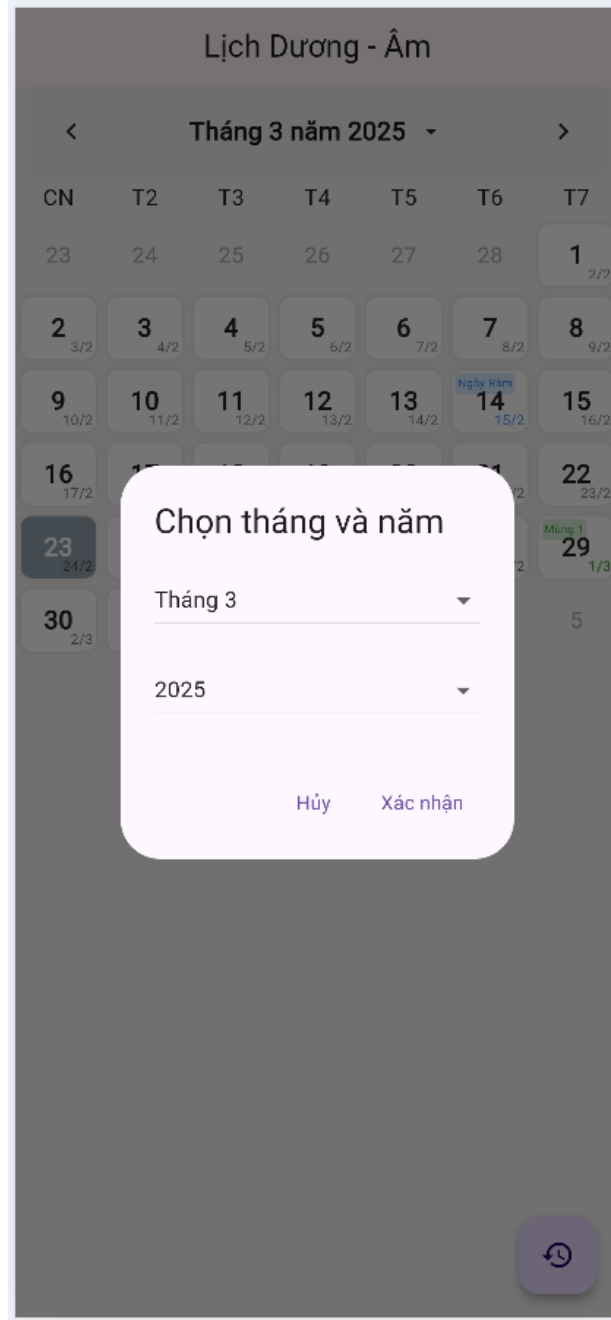 Lịch Dương - Âm
Tháng 3 năm 2025
CN T2 T3 T4 T5 T6 T7
23 24 25 26 27 28 1
2/2
2 3 4 5 6 7 8
3/2 4/2 5/2 6/2 7/2 8/2 9/2
Ngày Rằm
9 10 11 12 13 14 15
10/2 11/2 12/2 13/2 14/2 15/2 16/2
16 22
17/2 23/2
Mùng 1
23 29
24/2 1/3
30 5
2/3
Chọn tháng và năm
Tháng 3
2025
Hủy Xác nhận